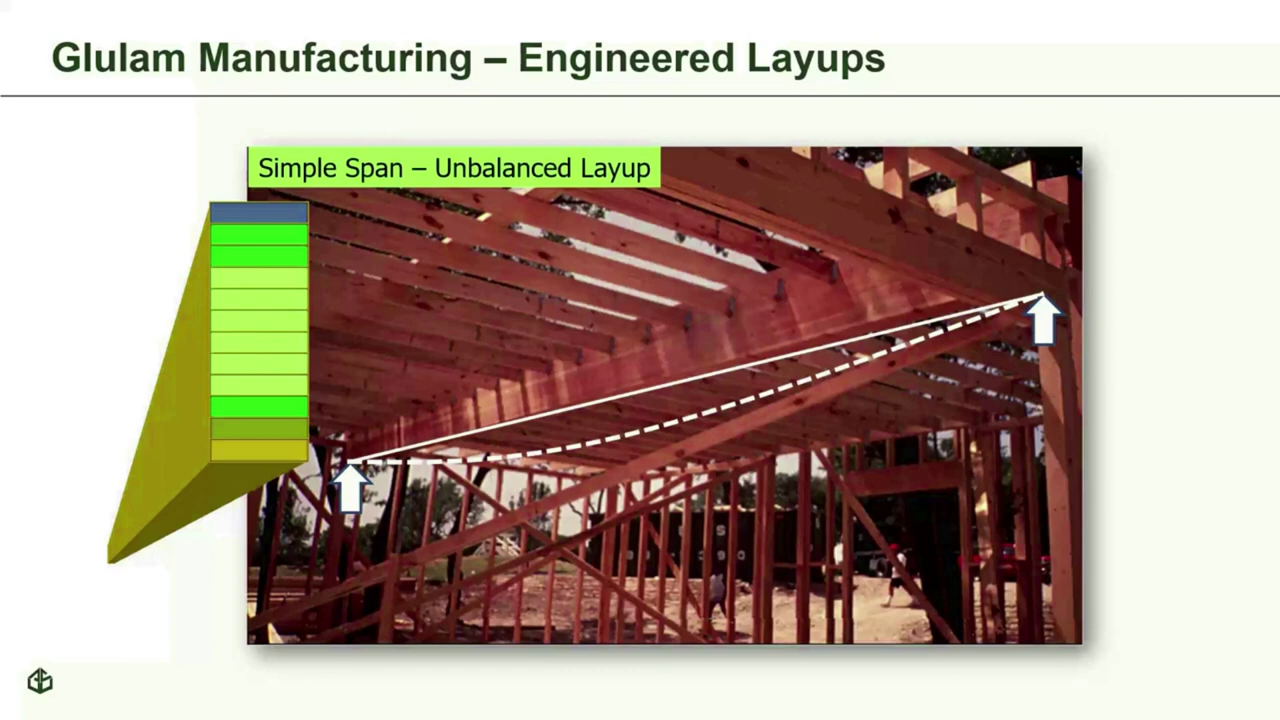 Glulam Manufacturing – Engineered Layups
Simple Span – Unbalanced Layup